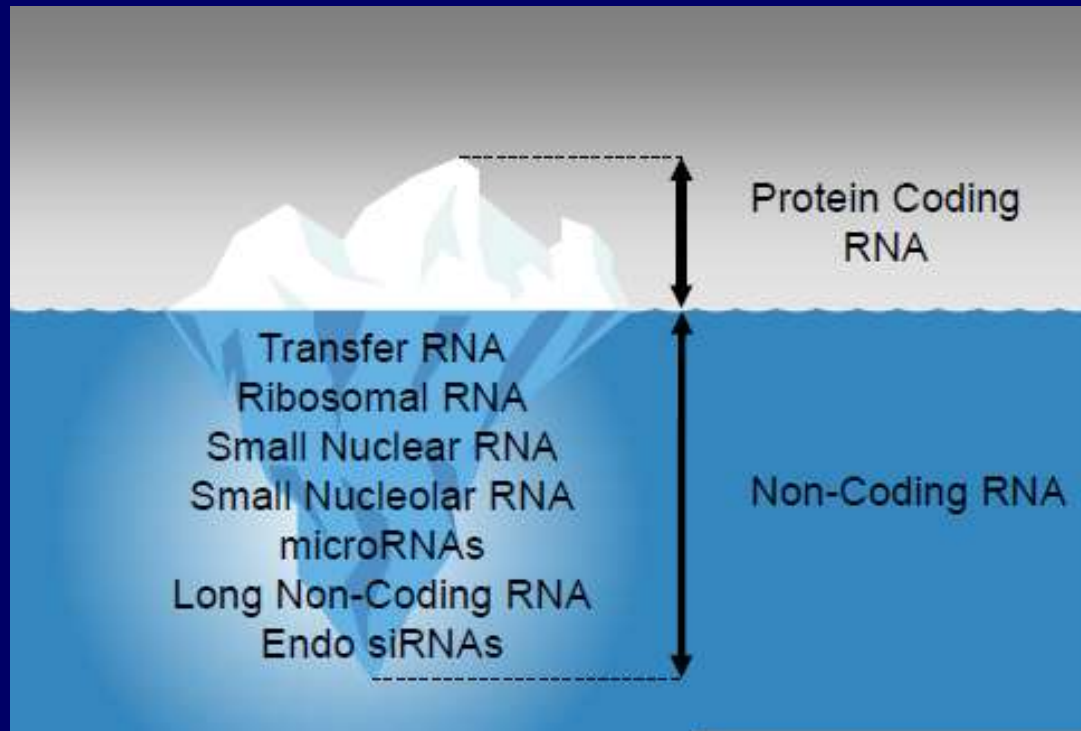 Protein Coding
RNA
Transfer RNA
Ribosomal RNA
Small Nuclear RNA
Small Nucleolar RNA
microRNAs
Long Non-Coding RNA
Endo siRNAs
Non-Coding RNA